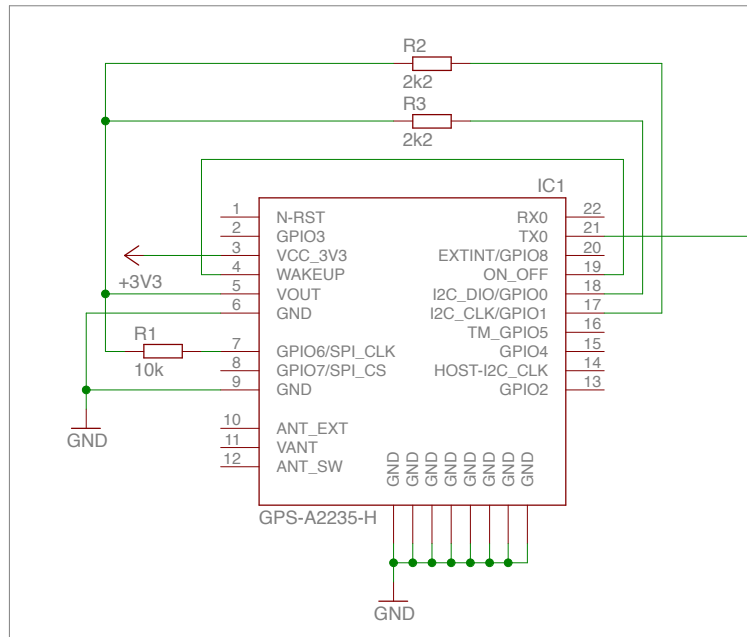 R2
2k2
R3
2k2
IC1
1 N-RST RX0 22
2 GPIO3 TX0 21
3 VCC_3V3 EXTINT/GPIO8 20
4 WAKEUP ON_OFF 19
+3V3
5 VOUT I2C_DIO/GPIO0 18
6 GND I2C_CLK/GPIO1 17
TM_GPIO5 16
R1
10k
7 GPIO6/SPI_CLK GPIO4 15
8 GPIO7/SPI_CS HOST-I2C_CLK 14
9 GND GPIO2 13
GND
10 ANT_EXT
11 VANT
12 ANT_SW
GND GND GND GND GND GND GND GND
GPS-A2235-H
GND